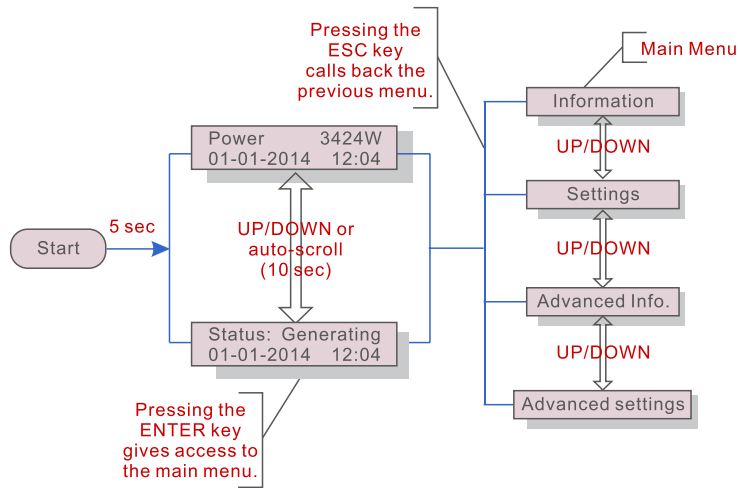 Pressing the
ESC key
calls back the
previous menu.
Main Menu
Information
UP/DOWN
Settings
UP/DOWN
Advanced Info.
UP/DOWN
Advanced settings
Power 3424W
01-01-2014 12:04
UP/DOWN or
auto-scroll
(10 sec)
Status: Generating
01-01-2014 12:04
5 sec
Start
Pressing the
ENTER key
gives access to
the main menu.